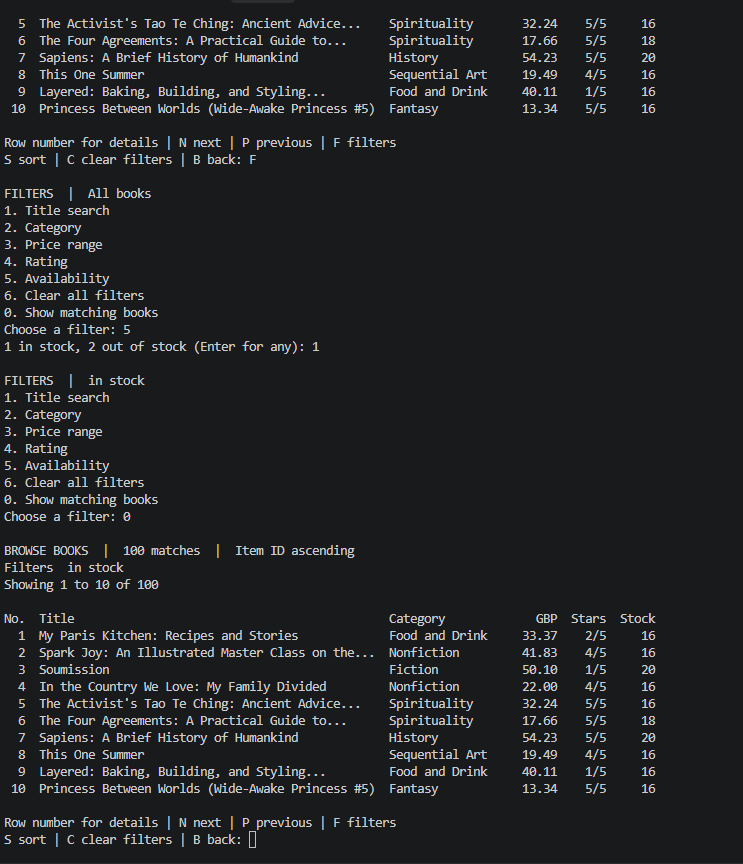 5  The Activist's Tao Te Ching: Ancient Advice...    Spirituality       32.24    5/5     16
  6  The Four Agreements: A Practical Guide to...      Spirituality       17.66    5/5     18
  7  Sapiens: A Brief History of Humankind             History            54.23    5/5     20
  8  This One Summer                                   Sequential Art     19.49    4/5     16
  9  Layered: Baking, Building, and Styling...         Food and Drink     40.11    1/5     16
 10  Princess Between Worlds (Wide-Awake Princess #5)  Fantasy            13.34    5/5     16

Row number for details | N next | P previous | F filters
S sort | C clear filters | B back: F

FILTERS  |  All books
1. Title search
2. Category
3. Price range
4. Rating
5. Availability
6. Clear all filters
0. Show matching books
Choose a filter: 5
1 in stock, 2 out of stock (Enter for any): 1

FILTERS  |  in stock
1. Title search
2. Category
3. Price range
4. Rating
5. Availability
6. Clear all filters
0. Show matching books
Choose a filter: 0

BROWSE BOOKS  |  100 matches  |  Item ID ascending
Filters  in stock
Showing 1 to 10 of 100

No.  Title                                             Category             GBP  Stars  Stock
  1  My Paris Kitchen: Recipes and Stories             Food and Drink     33.37    2/5     16
  2  Spark Joy: An Illustrated Master Class on the...  Nonfiction         41.83    4/5     16
  3  Soumission                                        Fiction            50.10    1/5     20
  4  In the Country We Love: My Family Divided         Nonfiction         22.00    4/5     16
  5  The Activist's Tao Te Ching: Ancient Advice...    Spirituality       32.24    5/5     16
  6  The Four Agreements: A Practical Guide to...      Spirituality       17.66    5/5     18
  7  Sapiens: A Brief History of Humankind             History            54.23    5/5     20
  8  This One Summer                                   Sequential Art     19.49    4/5     16
  9  Layered: Baking, Building, and Styling...         Food and Drink     40.11    1/5     16
 10  Princess Between Worlds (Wide-Awake Princess #5)  Fantasy            13.34    5/5     16

Row number for details | N next | P previous | F filters
S sort | C clear filters | B back: